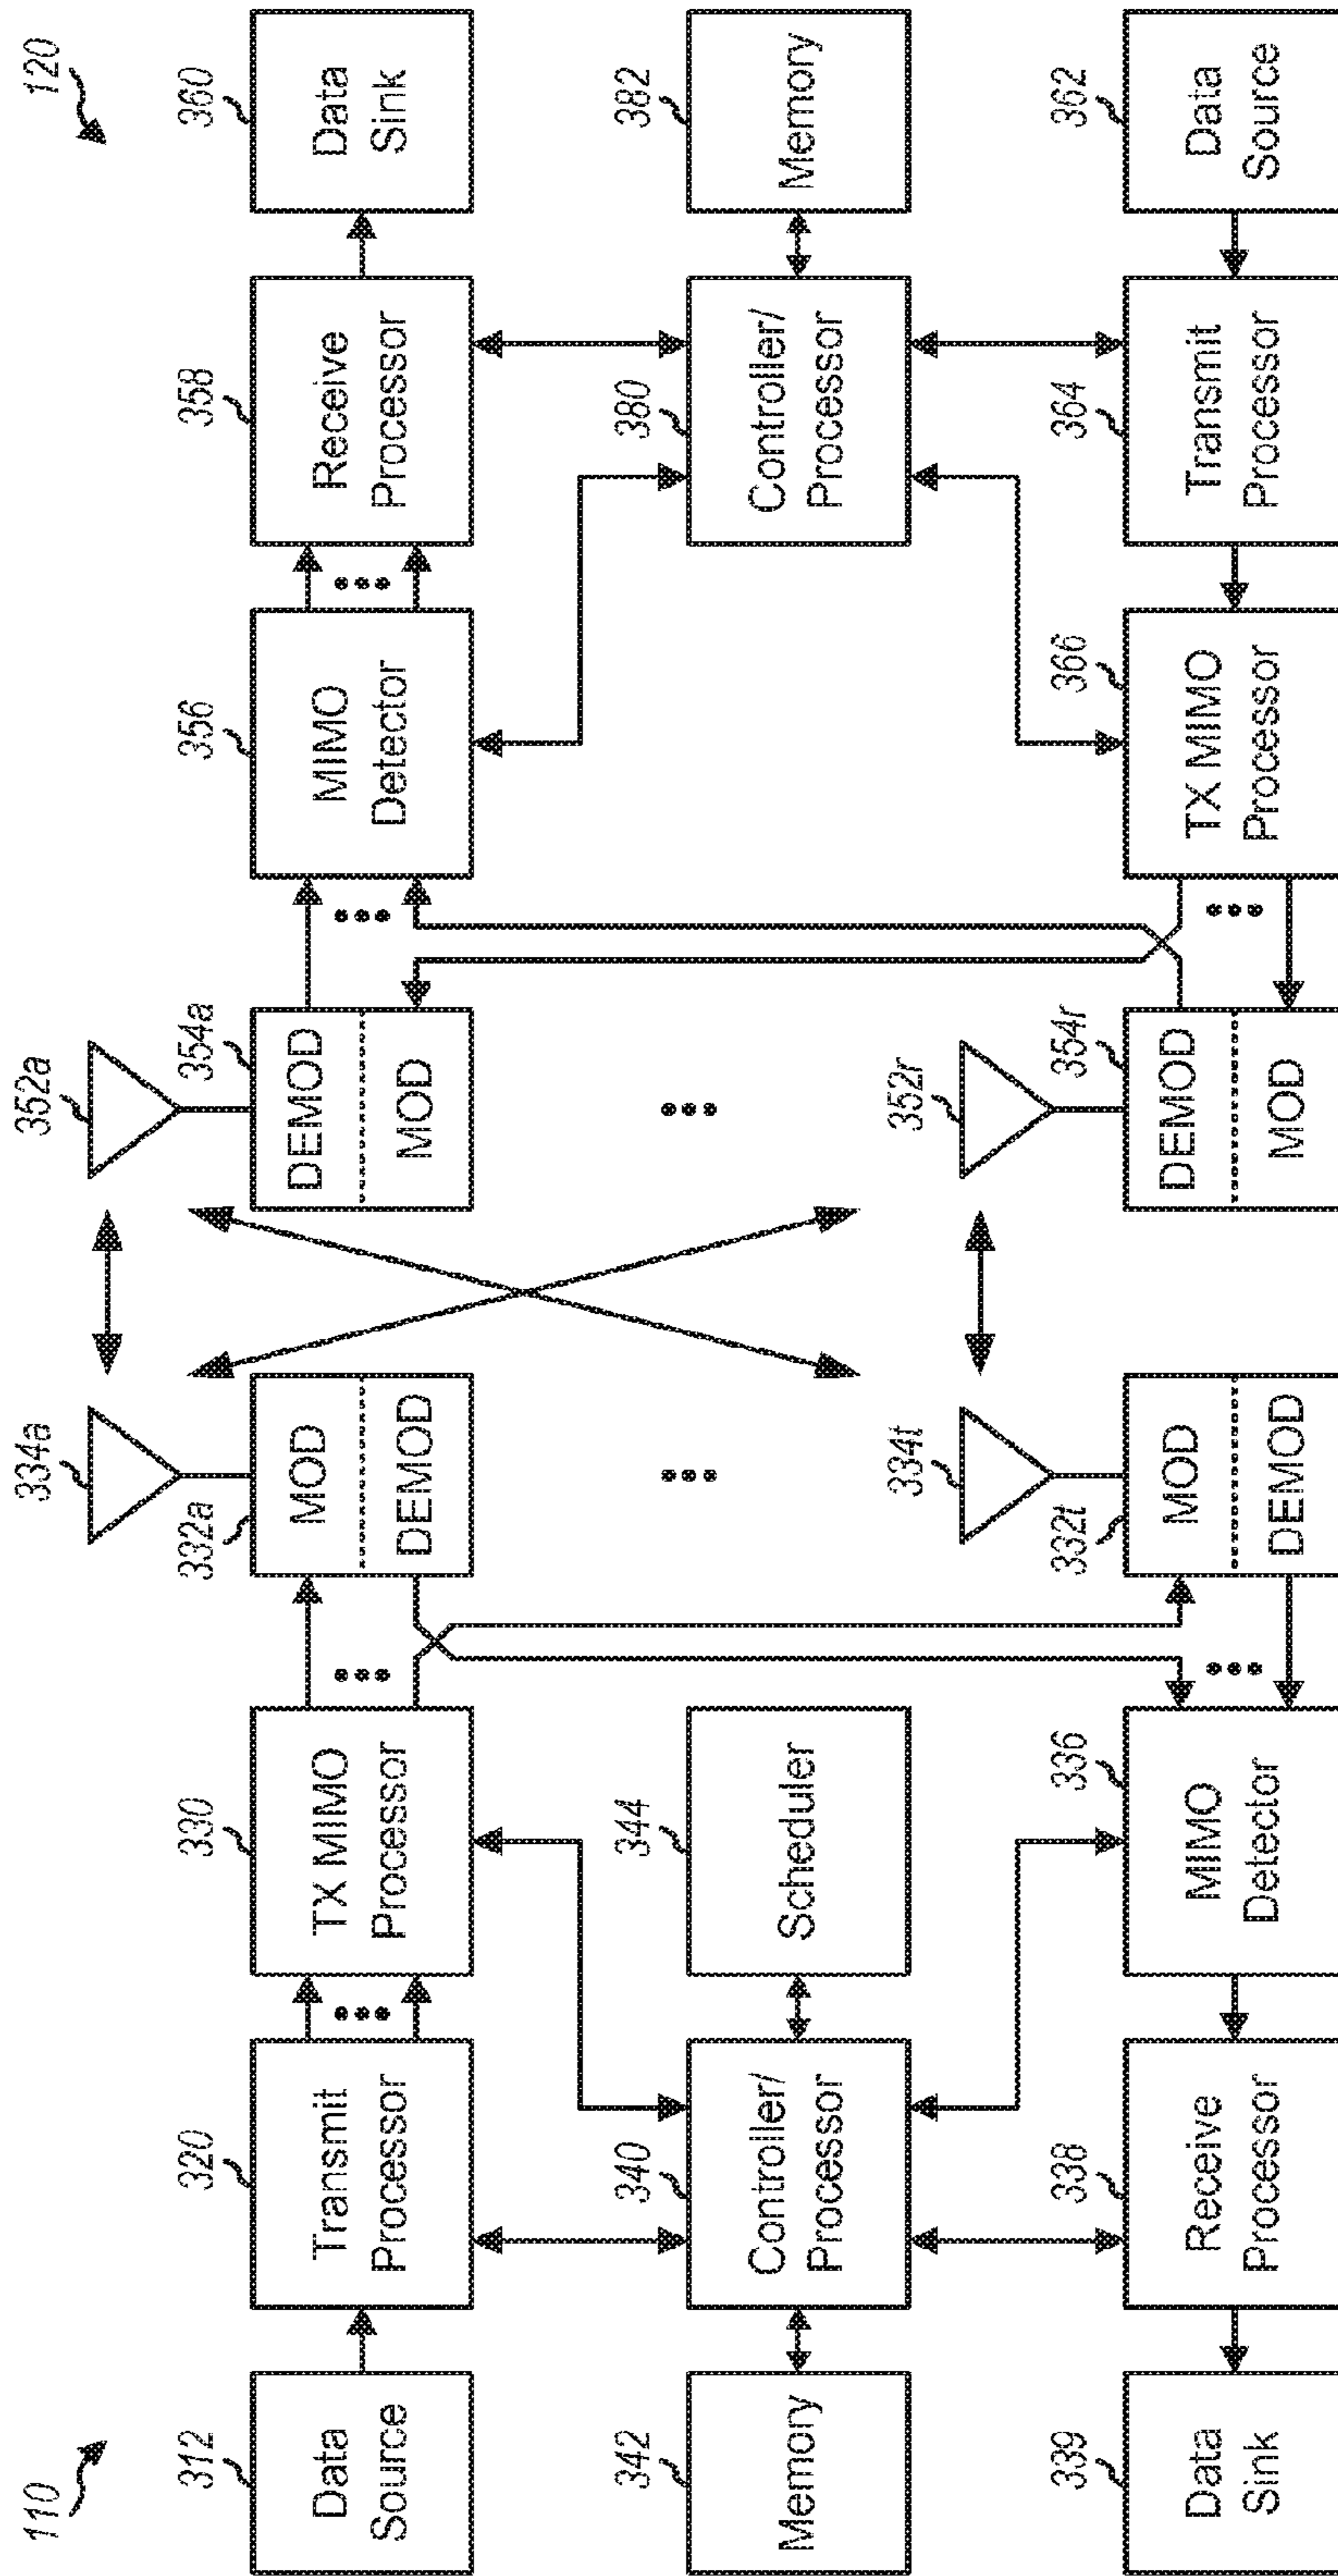 110
120
312
Data
Source
320
Transmit
Processor
330
TX MIMO
Processor
334a
332a
MOD
DEMOD
352a
354a
DEMOD
MOD
356
MIMO
Detector
358
Receive
Processor
360
Data
Sink
342
Memory
340
Controller/
Processor
344
Scheduler
380
Controller/
Processor
382
Memory
339
Data
Sink
338
Receive
Processor
336
MIMO
Detector
334t
332t
MOD
DEMOD
352r
354r
DEMOD
MOD
366
TX MIMO
Processor
364
Transmit
Processor
362
Data
Source